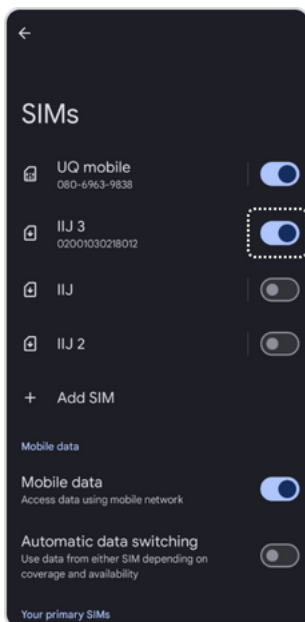 SIMs
UQ mobile
080-6963-9838
IIJ 3
02001030218012
IIJ
IIJ 2
+ Add SIM
Mobile data
Mobile data
Access data using mobile network
Automatic data switching
Use data from either SIM depending on
coverage and availability
Your primary SIMs